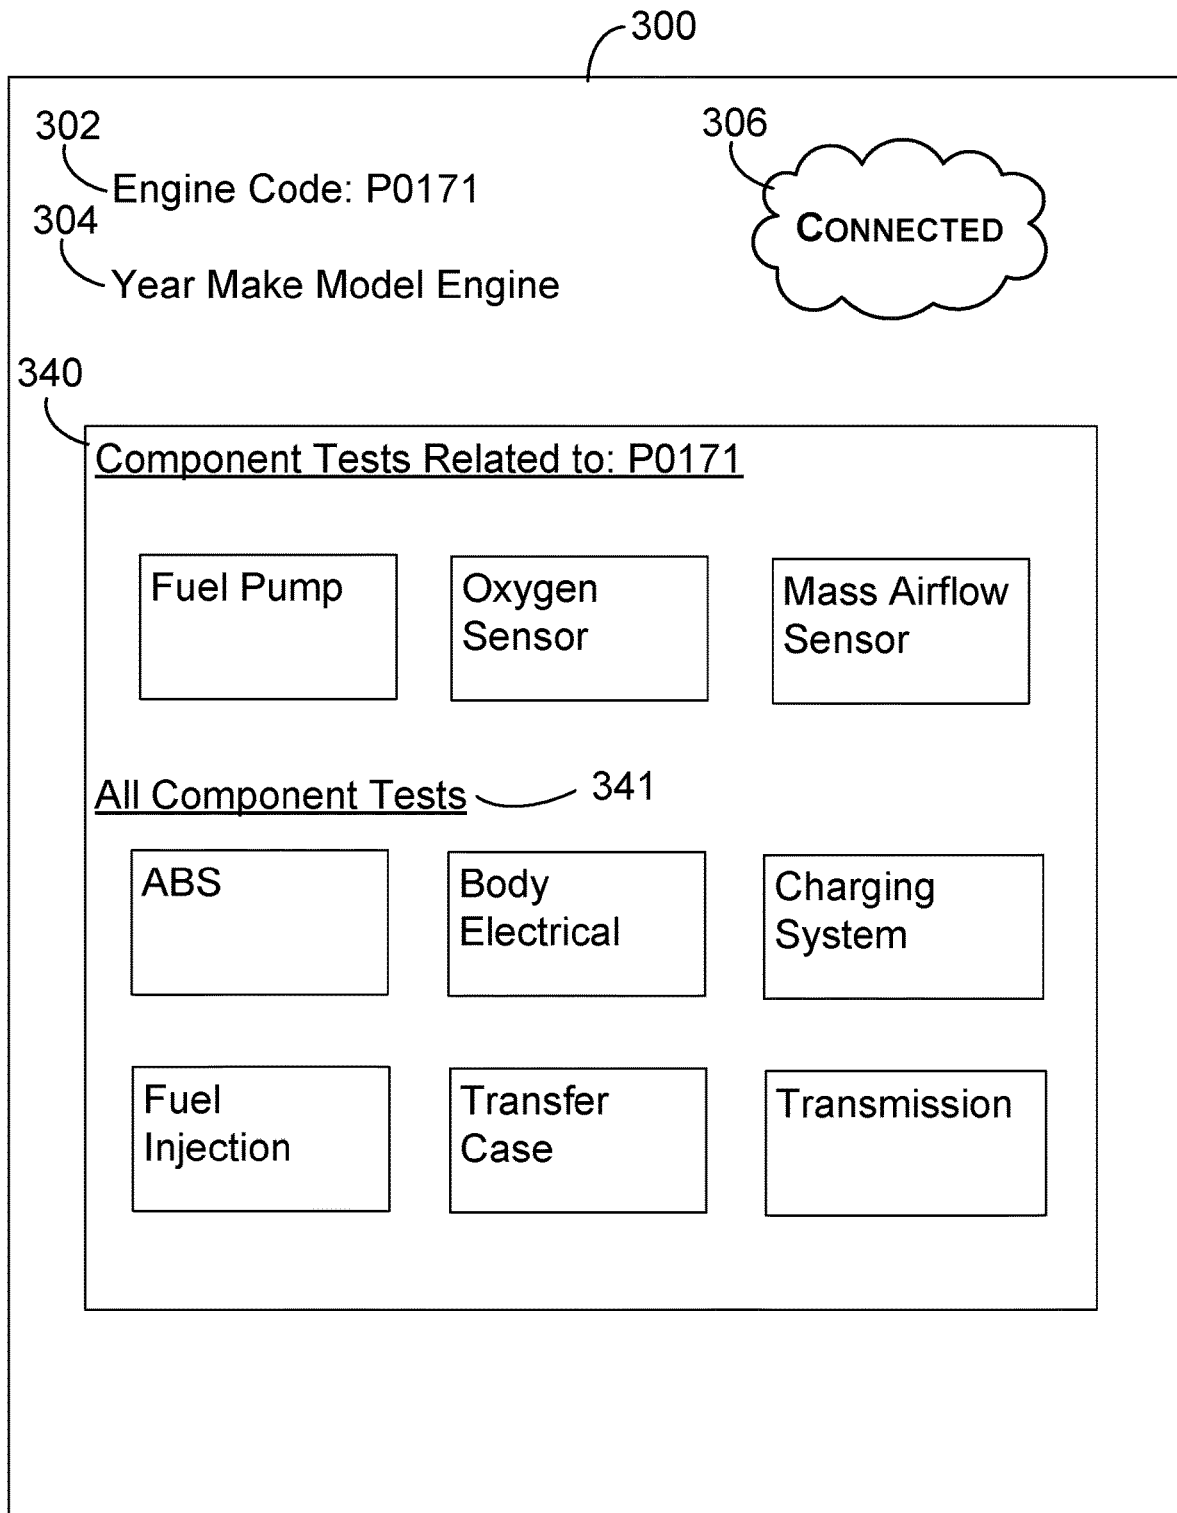 300
302
306
Engine Code: P0171
CONNECTED
304
Year Make Model Engine
340
Component Tests Related to: P0171
Fuel Pump
Oxygen
Sensor
Mass Airflow
Sensor
All Component Tests
341
ABS
Body
Electrical
Charging
System
Fuel
Injection
Transfer
Case
Transmission